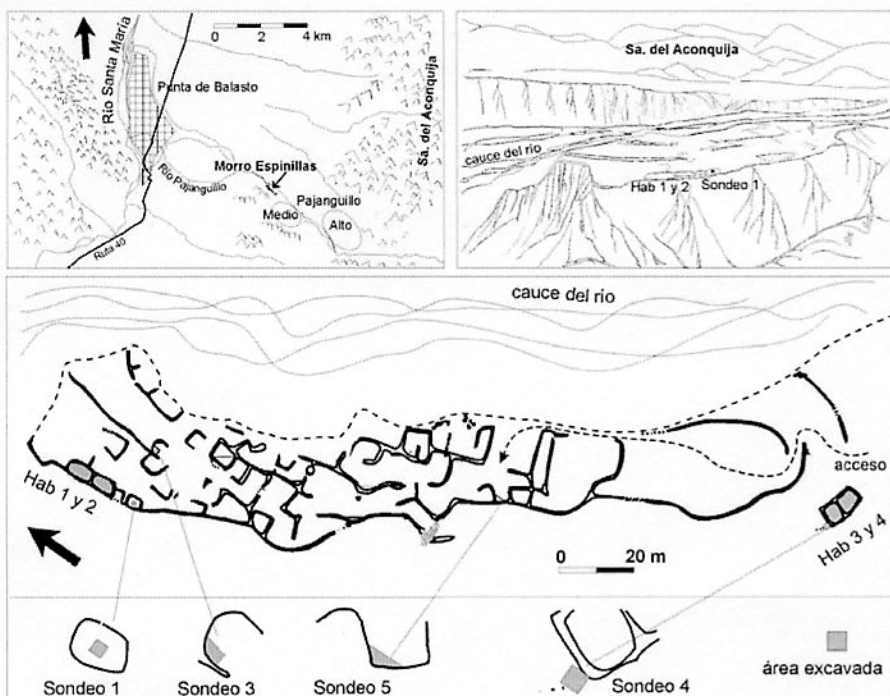 0 2 4 km
Río Santa María
Punta de Balasto
Morro Espinillas
Río Pajanguillo
Pajanguillo
Medio
Alto
Ruta 40
Sa. del Aconquija
Sa. del Aconquija
cauce del río
Hab 1 y 2
Sondeo 1
cauce del río
Hab 1 y 2
acceso
Hab 3 y 4
0 20 m
Sondeo 1
Sondeo 3
Sondeo 5
Sondeo 4
área excavada